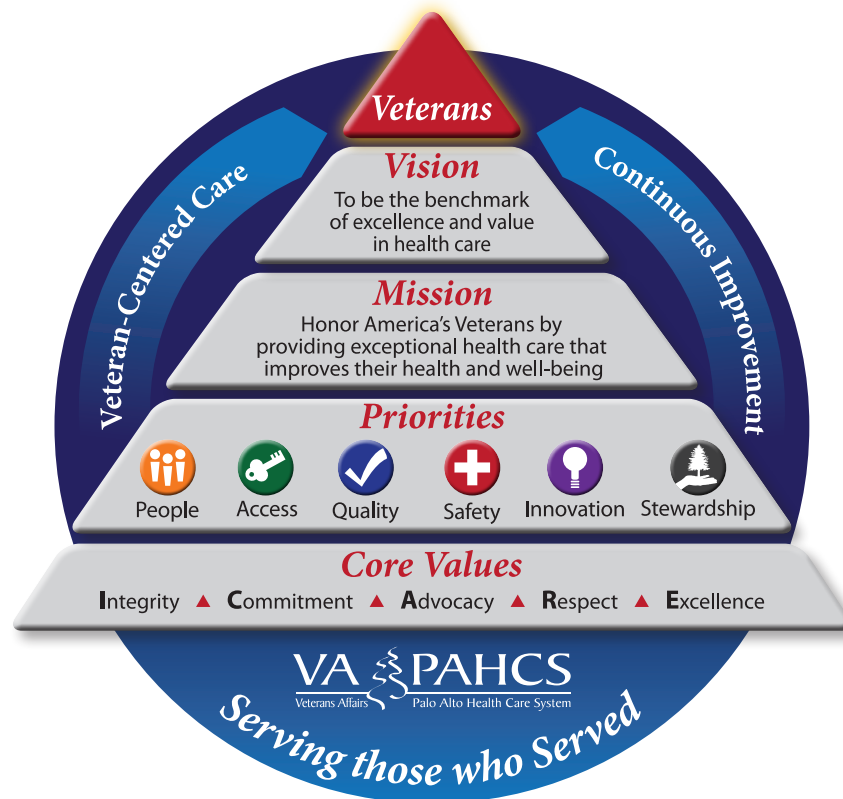 Veterans
Veteran-Centered Care
Continuous Improvement
Vision
To be the benchmark
of excellence and value
in health care
Mission
Honor America's Veterans by
providing exceptional health care that
improves their health and well-being
Priorities
People Access Quality Safety Innovation Stewardship
Core Values
Integrity ▲ Commitment ▲ Advocacy ▲ Respect ▲ Excellence
VA PAHCS
Veterans Affairs Palo Alto Health Care System
Serving those who Served